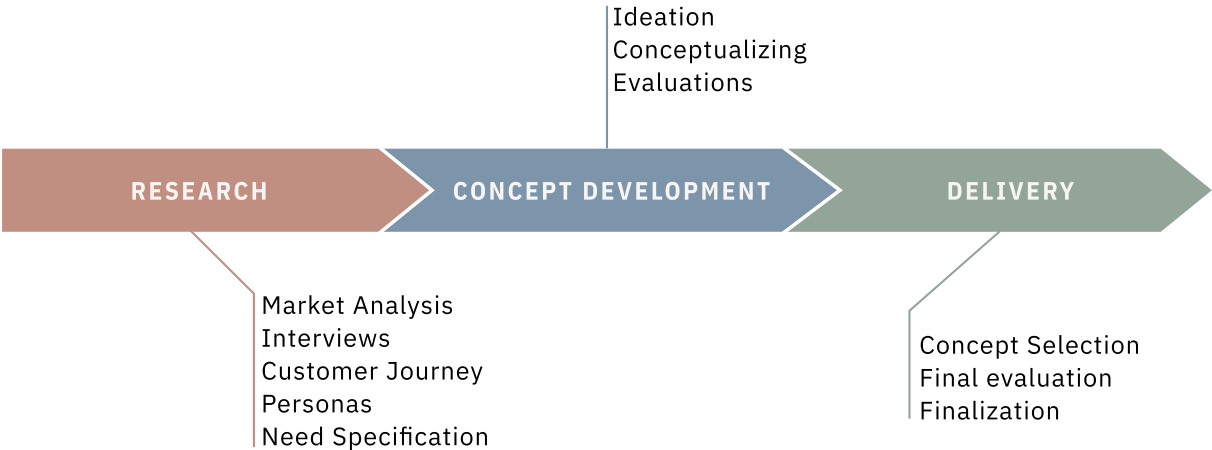 Ideation
Conceptualizing
Evaluations
RESEARCH
CONCEPT DEVELOPMENT
DELIVERY
Market Analysis
Interviews
Customer Journey
Personas
Need Specification
Concept Selection
Final evaluation
Finalization